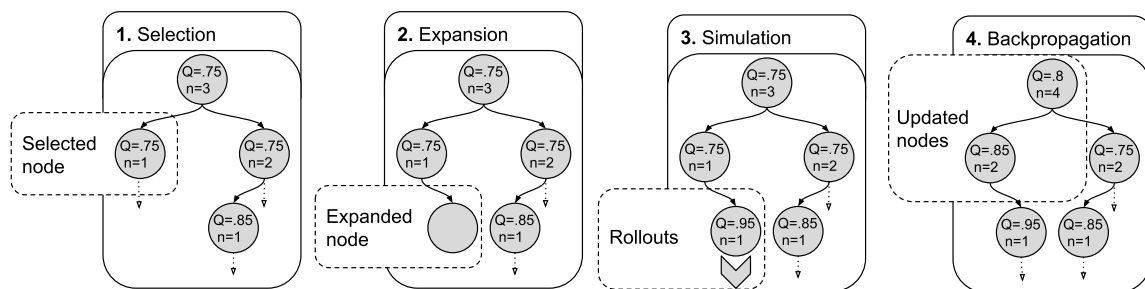 1. Selection
Q=.75
n=3
Selected
node
Q=.75
n=1
Q=.75
n=2
Q=.85
n=1
2. Expansion
Q=.75
n=3
Q=.75
n=1
Q=.75
n=2
Expanded
node
Q=.85
n=1
3. Simulation
Q=.75
n=3
Q=.75
n=1
Q=.75
n=2
Rollouts
Q=.95
n=1
Q=.85
n=1
4. Backpropagation
Q=.8
n=4
Updated
nodes
Q=.85
n=2
Q=.75
n=2
Q=.95
n=1
Q=.85
n=1